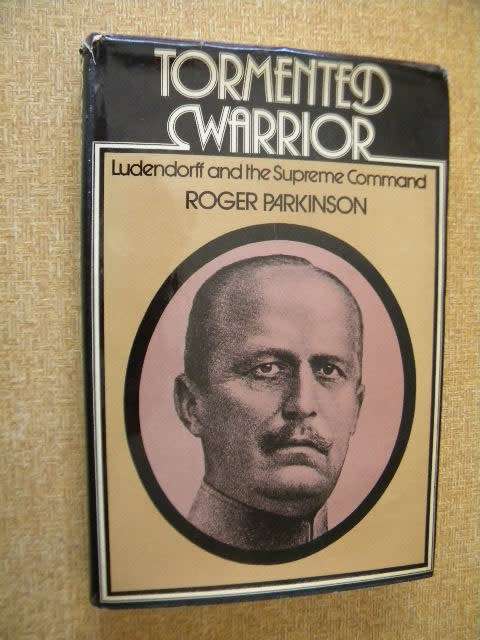 TORMENTED
WARRIOR
Ludendorff and the Supreme Command
ROGER PARKINSON